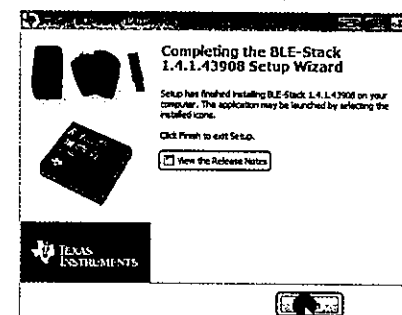 Completing the BLE-Stack
1.4.1.43908 Setup Wizard
Setup has finished installing BLE-Stack 1.4.1.43908 on your
computer. The application may be launched by selecting the
installed icons.
Click Finish to exit Setup.
View the Release Notes
TEXAS
INSTRUMENTS